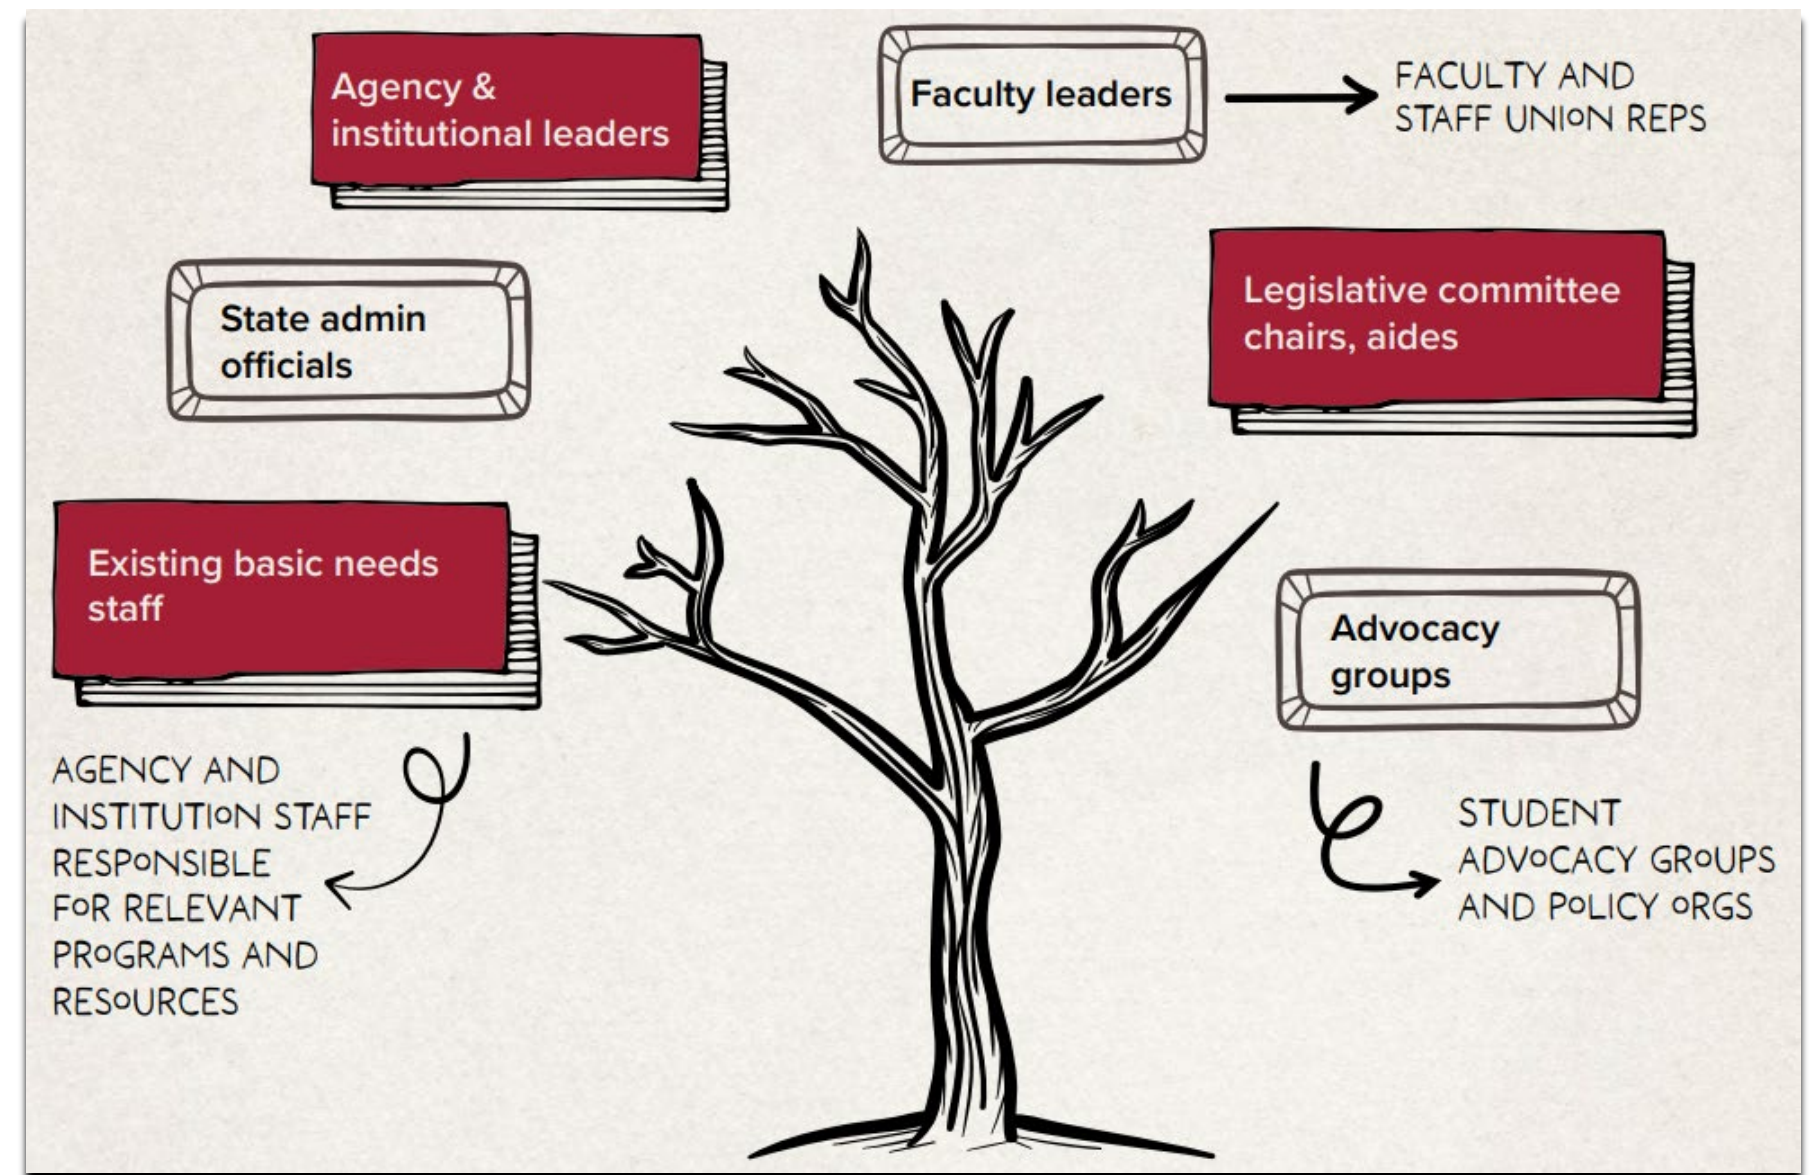 Agency &
institutional leaders
Faculty leaders
FACULTY AND
STAFF UNION REPS
State admin
officials
Legislative committee
chairs, aides
Existing basic needs
staff
AGENCY AND
INSTITUTION STAFF
RESPONSIBLE
FOR RELEVANT
PROGRAMS AND
RESOURCES
Advocacy
groups
STUDENT
ADVOCACY GROUPS
AND POLICY ORGS